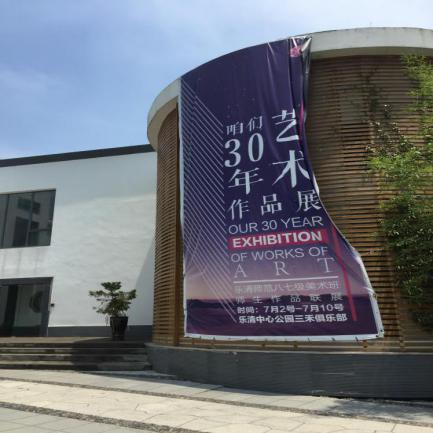 咱们
30
年
艺术
作品展
OUR 30 YEAR
EXHIBITION
OF WORKS OF
ART
乐清师范八七级美术班
师生作品联展
时间：7月2号-7月10号
乐清中心公园三禾俱乐部